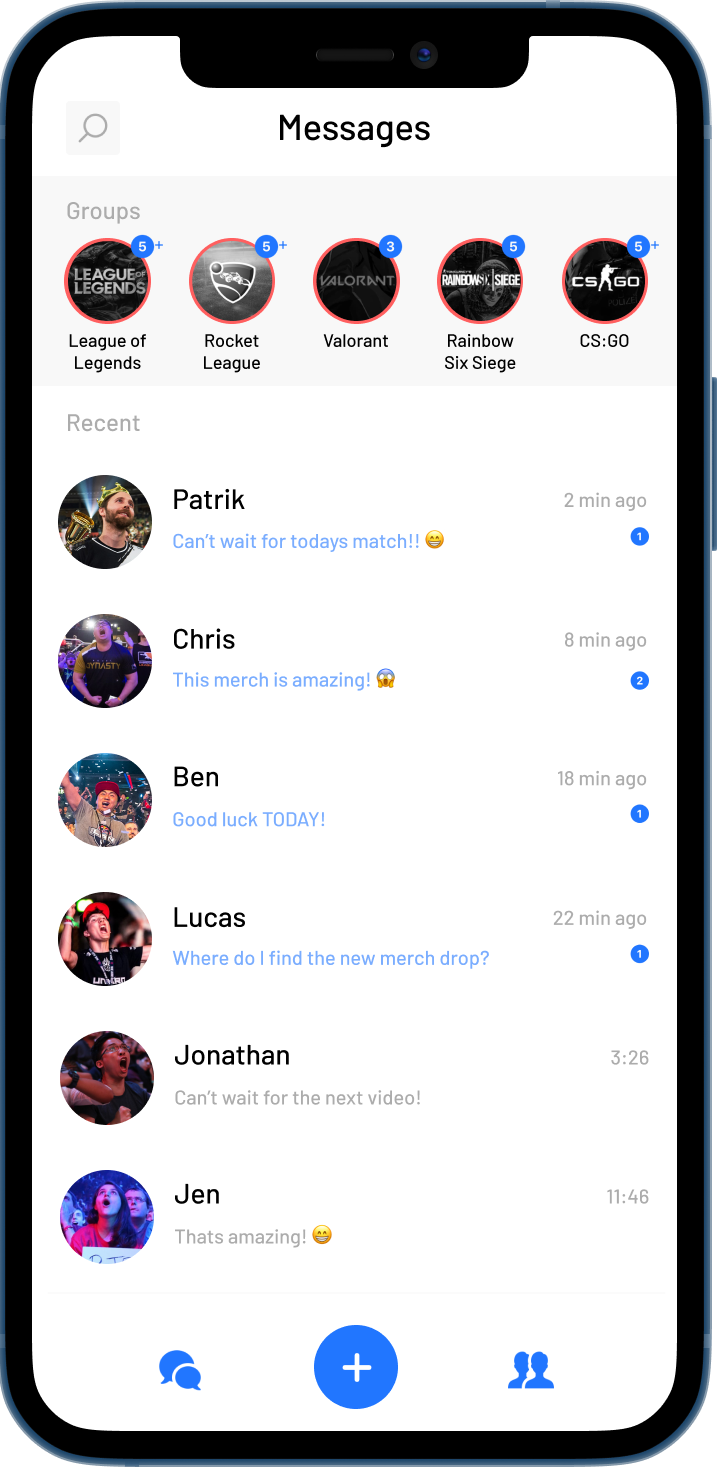 Messages
Groups
5+
5+
3
5
5+
LEAGUE OF
LEGENDS
VALORANT
RAINBOW SIX SIEGE
CS GO
League of
Legends
Rocket
League
Valorant
Rainbow
Six Siege
CS:GO
Recent
Patrik
2 min ago
Can't wait for todays match!! 😁
1
Chris
8 min ago
DYNASTY
This merch is amazing! 😱
2
Ben
18 min ago
Good luck TODAY!
1
Lucas
22 min ago
Where do I find the new merch drop?
1
Jonathan
3:26
Can't wait for the next video!
Jen
11:46
Thats amazing! 😁